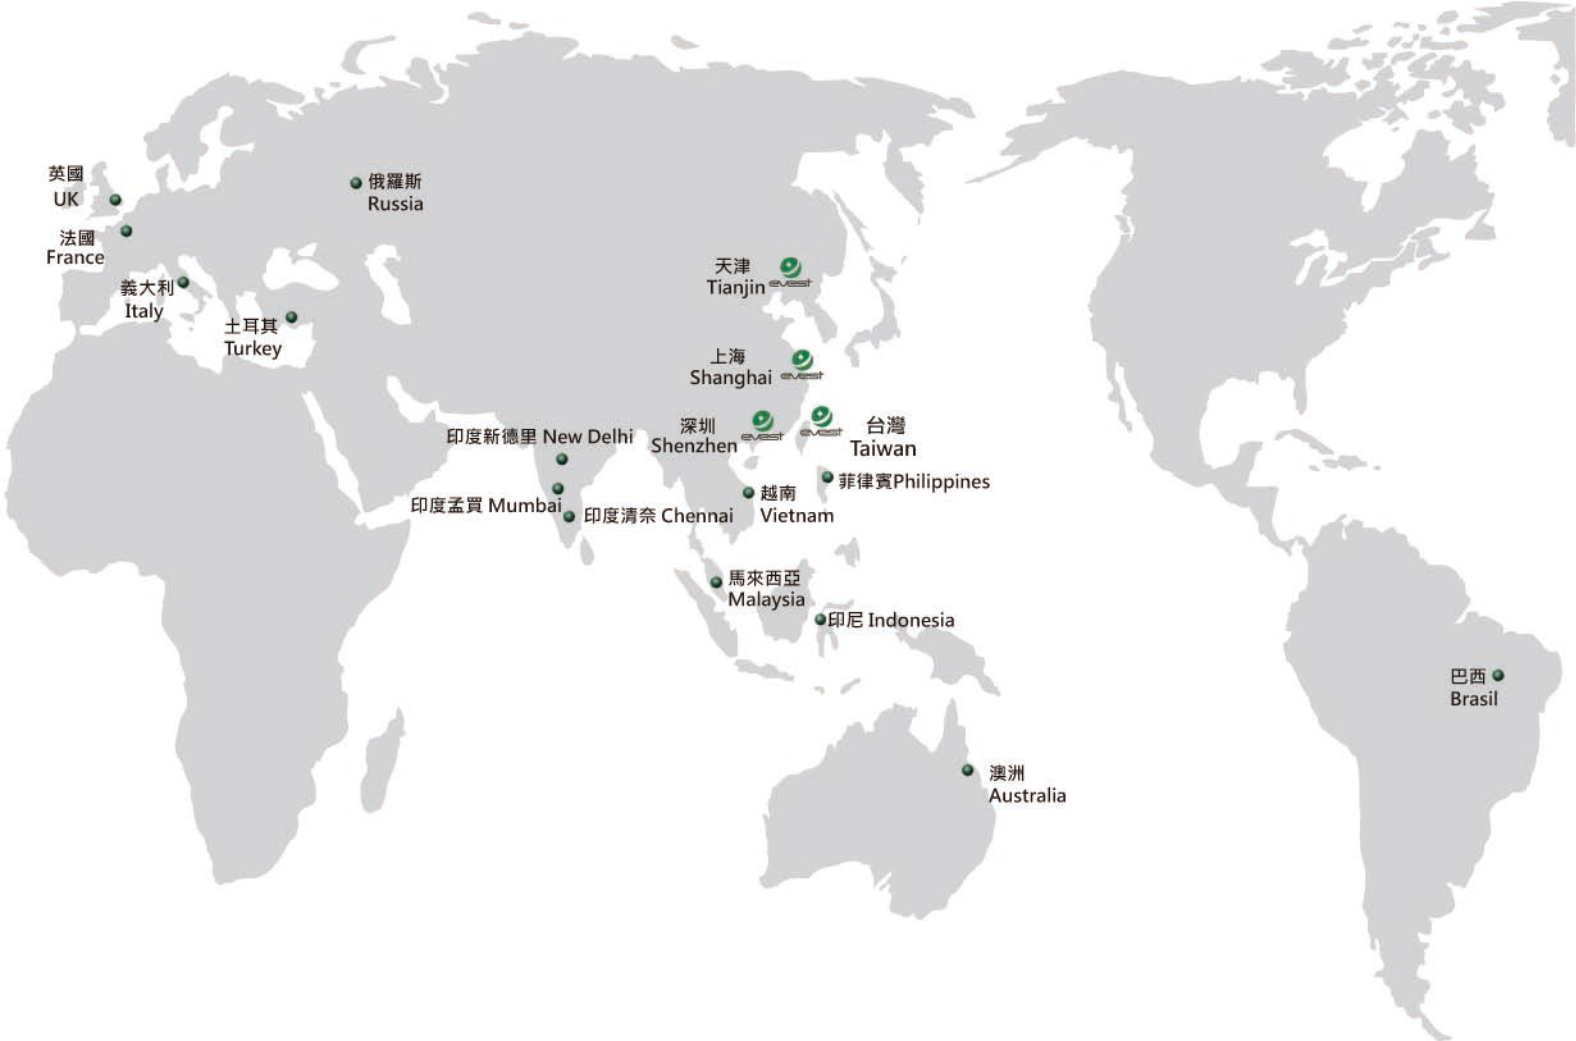 英國
UK
法國
France
義大利
Italy
土耳其
Turkey
俄羅斯
Russia
天津
Tianjin
evest
上海
Shanghai
evest
深圳
Shenzhen
evest
evest
台灣
Taiwan
印度新德里 New Delhi
印度孟買 Mumbai
印度清奈 Chennai
越南
Vietnam
菲律賓Philippines
馬來西亞
Malaysia
印尼 Indonesia
澳洲
Australia
巴西
Brasil